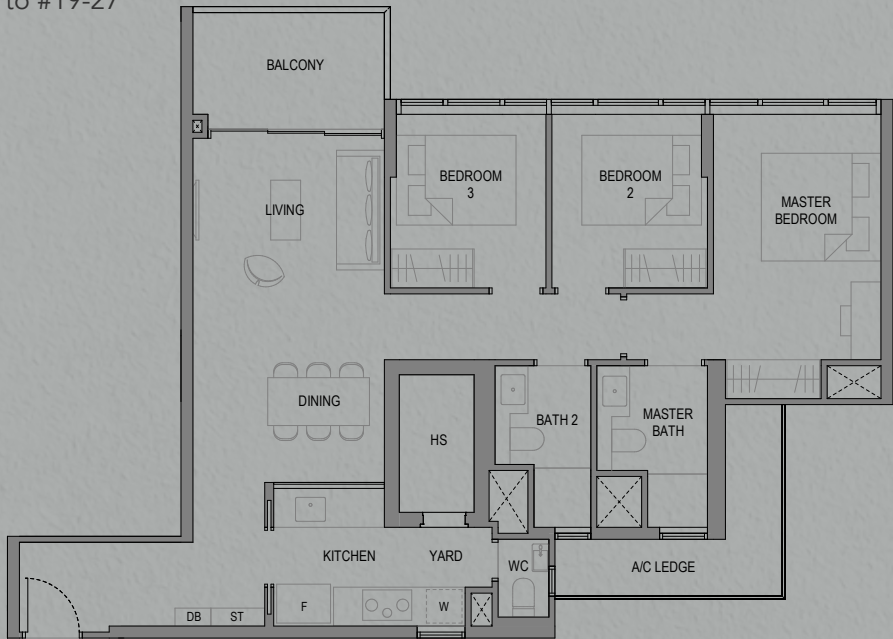 to #19-27
BALCONY
BEDROOM
3
BEDROOM
2
MASTER
BEDROOM
LIVING
DINING
HS
BATH 2
MASTER
BATH
KITCHEN
YARD
WC
A/C LEDGE
DB
ST
F
W